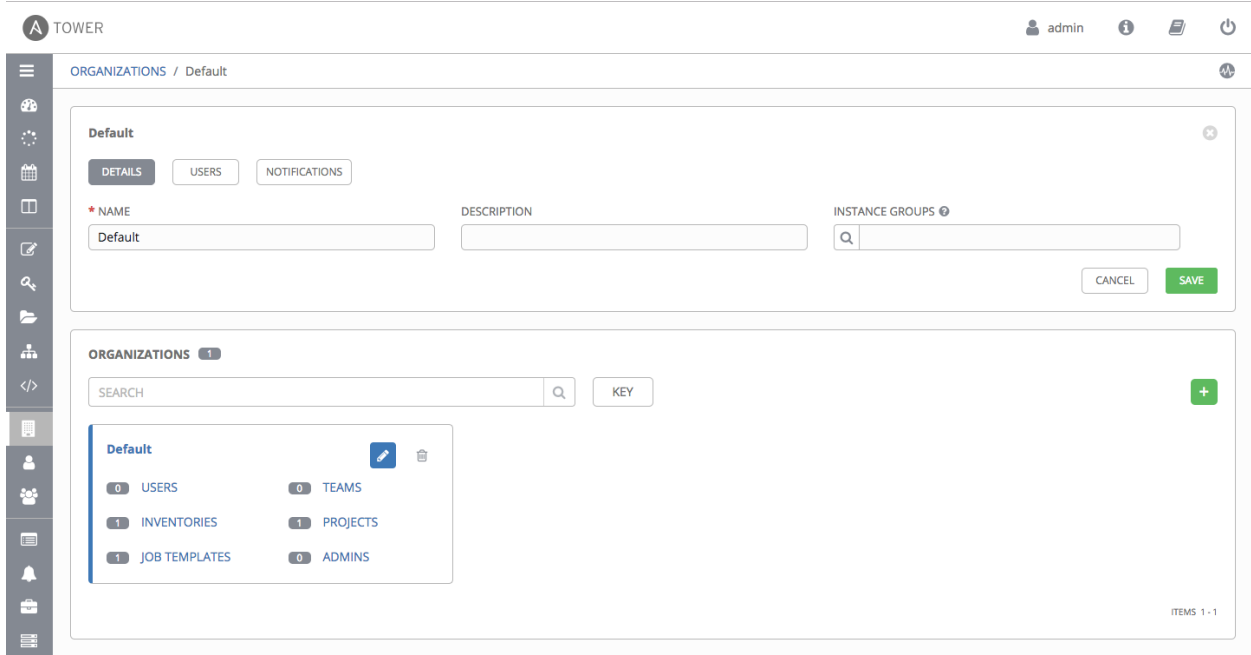 A TOWER admin
ORGANIZATIONS / Default
Default
DETAILS USERS NOTIFICATIONS
* NAME DESCRIPTION INSTANCE GROUPS ?
Default
CANCEL SAVE
ORGANIZATIONS 1
SEARCH KEY +
Default
0 USERS 0 TEAMS
1 INVENTORIES 1 PROJECTS
1 JOB TEMPLATES 0 ADMINS
ITEMS 1 - 1